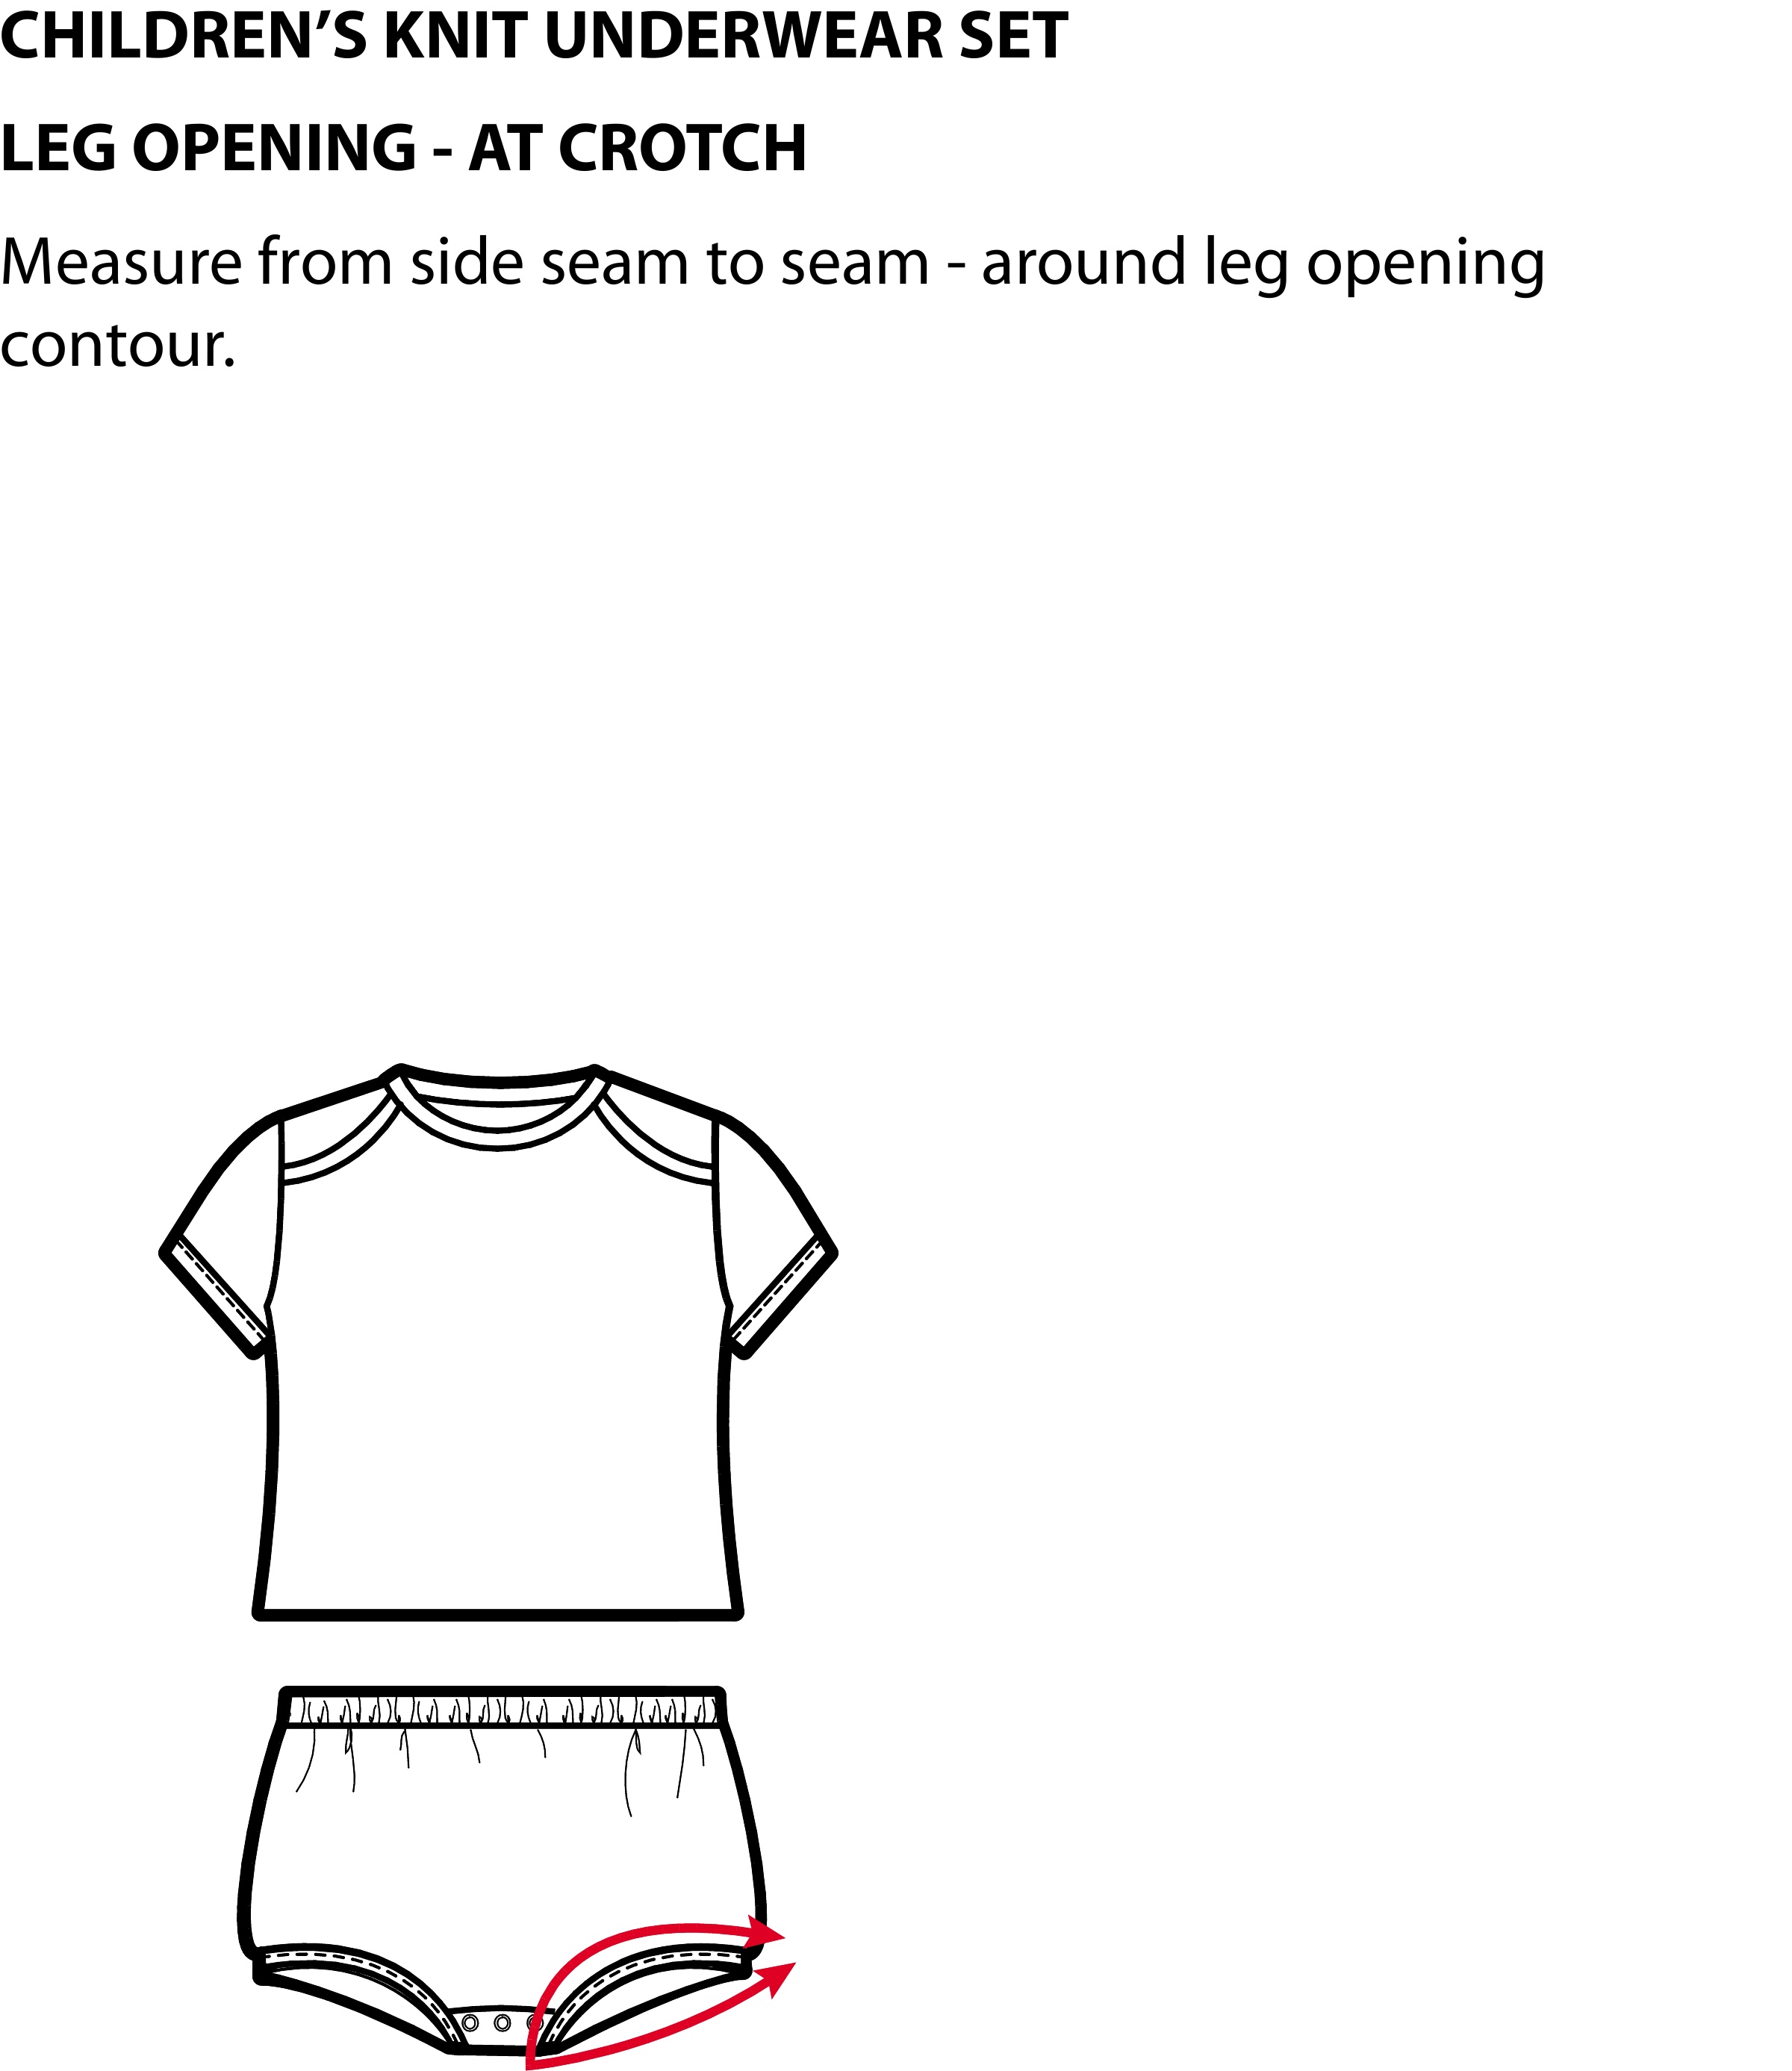 CHILDREN’S KNIT UNDERWEAR SET
LEG OPENING - AT CROTCH
Measure from side seam to seam - around leg opening
contour.